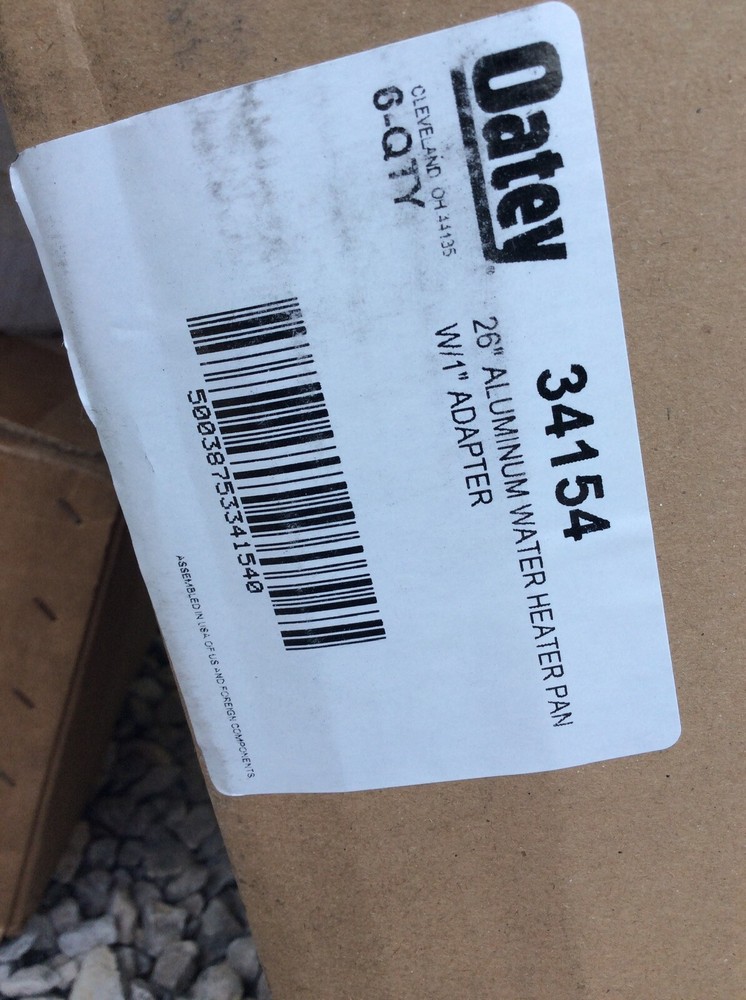 Oatey
CLEVELAND, OH 44135
6-QTY
34154
26" ALUMINUM WATER HEATER PAN
W/1" ADAPTER
50038753341540
ASSEMBLED IN USA OF US AND FOREIGN COMPONENTS.